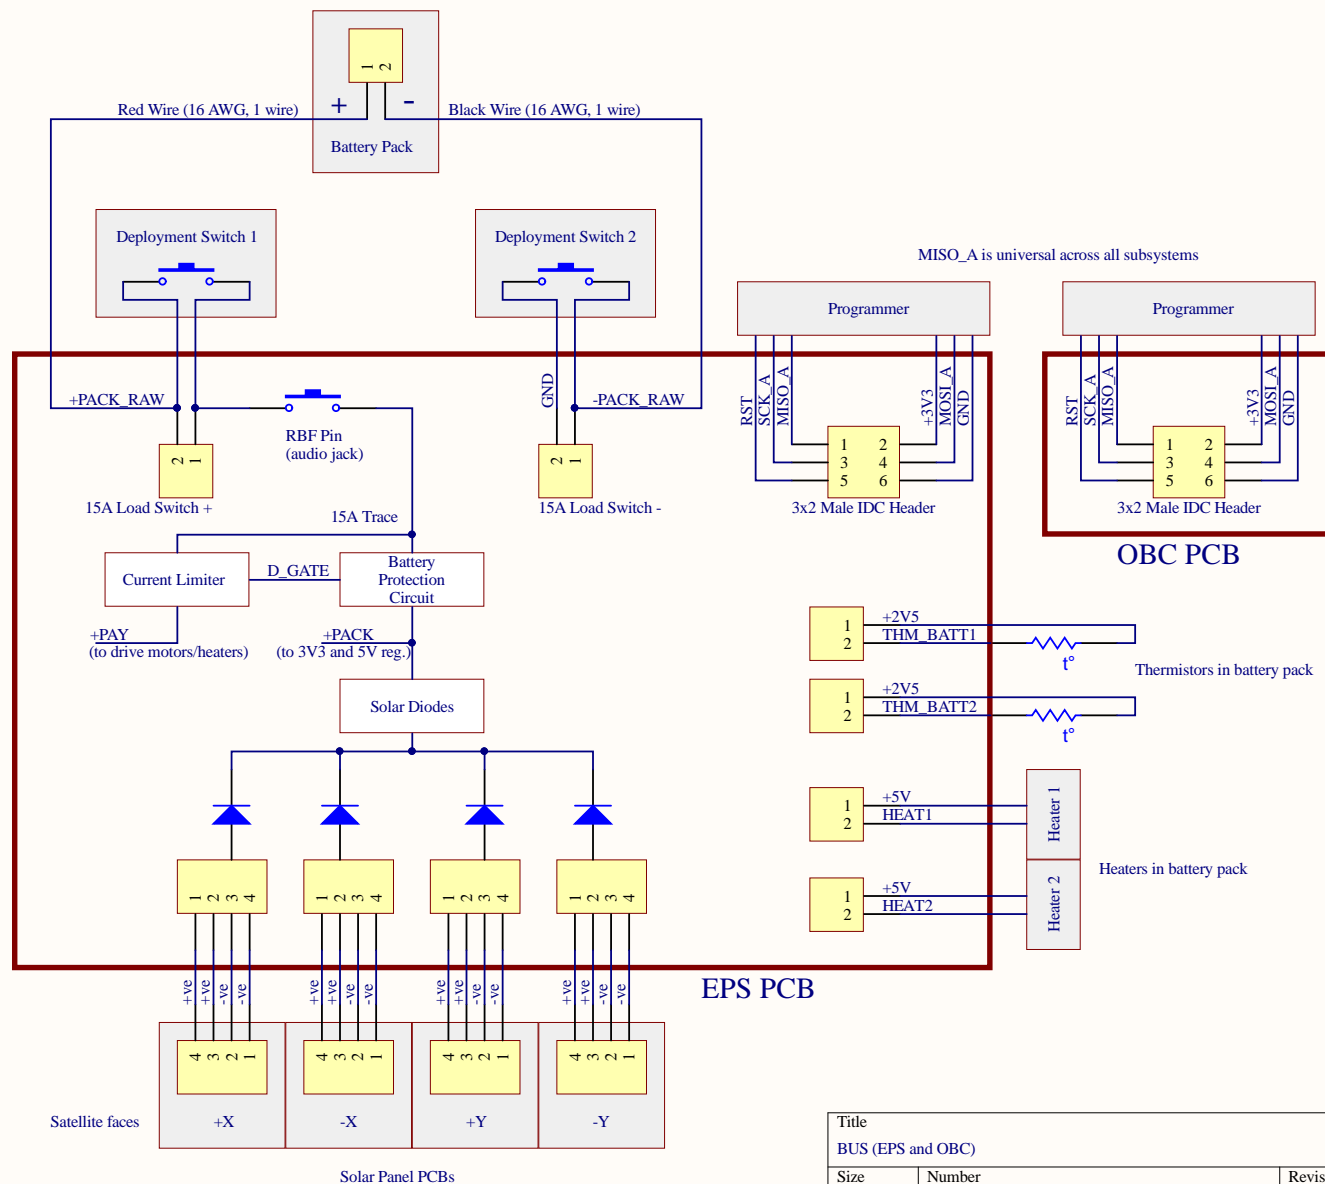 1
2
+
-
Red Wire (16 AWG, 1 wire)
Black Wire (16 AWG, 1 wire)
Battery Pack
Deployment Switch 1
Deployment Switch 2
MISO_A is universal across all subsystems
Programmer
Programmer
+PACK_RAW
GND
-PACK_RAW
RST
SCK_A
MISO_A
+3V3
MOSI_A
GND
RST
SCK_A
MISO_A
+3V3
MOSI_A
GND
RBF Pin
(audio jack)
2
1
2
1
1 2
3 4
5 6
1 2
3 4
5 6
15A Load Switch +
15A Load Switch -
3x2 Male IDC Header
3x2 Male IDC Header
15A Trace
OBC PCB
Current Limiter
D_GATE
Battery
Protection
Circuit
+PAY
(to drive motors/heaters)
+PACK
(to 3V3 and 5V reg.)
1 +2V5
2 THM_BATT1
t°
Thermistors in battery pack
1 +2V5
2 THM_BATT2
t°
Solar Diodes
1 +5V
2 HEAT1
Heater 1
Heaters in battery pack
1 +5V
2 HEAT2
Heater 2
1
2
3
4
1
2
3
4
1
2
3
4
1
2
3
4
EPS PCB
+ve
+ve
-ve
-ve
+ve
+ve
-ve
-ve
+ve
+ve
-ve
-ve
+ve
+ve
-ve
-ve
4
3
2
1
4
3
2
1
4
3
2
1
4
3
2
1
Satellite faces
+X
-X
+Y
-Y
Solar Panel PCBs
Title
BUS (EPS and OBC)
Size
Number
Revis